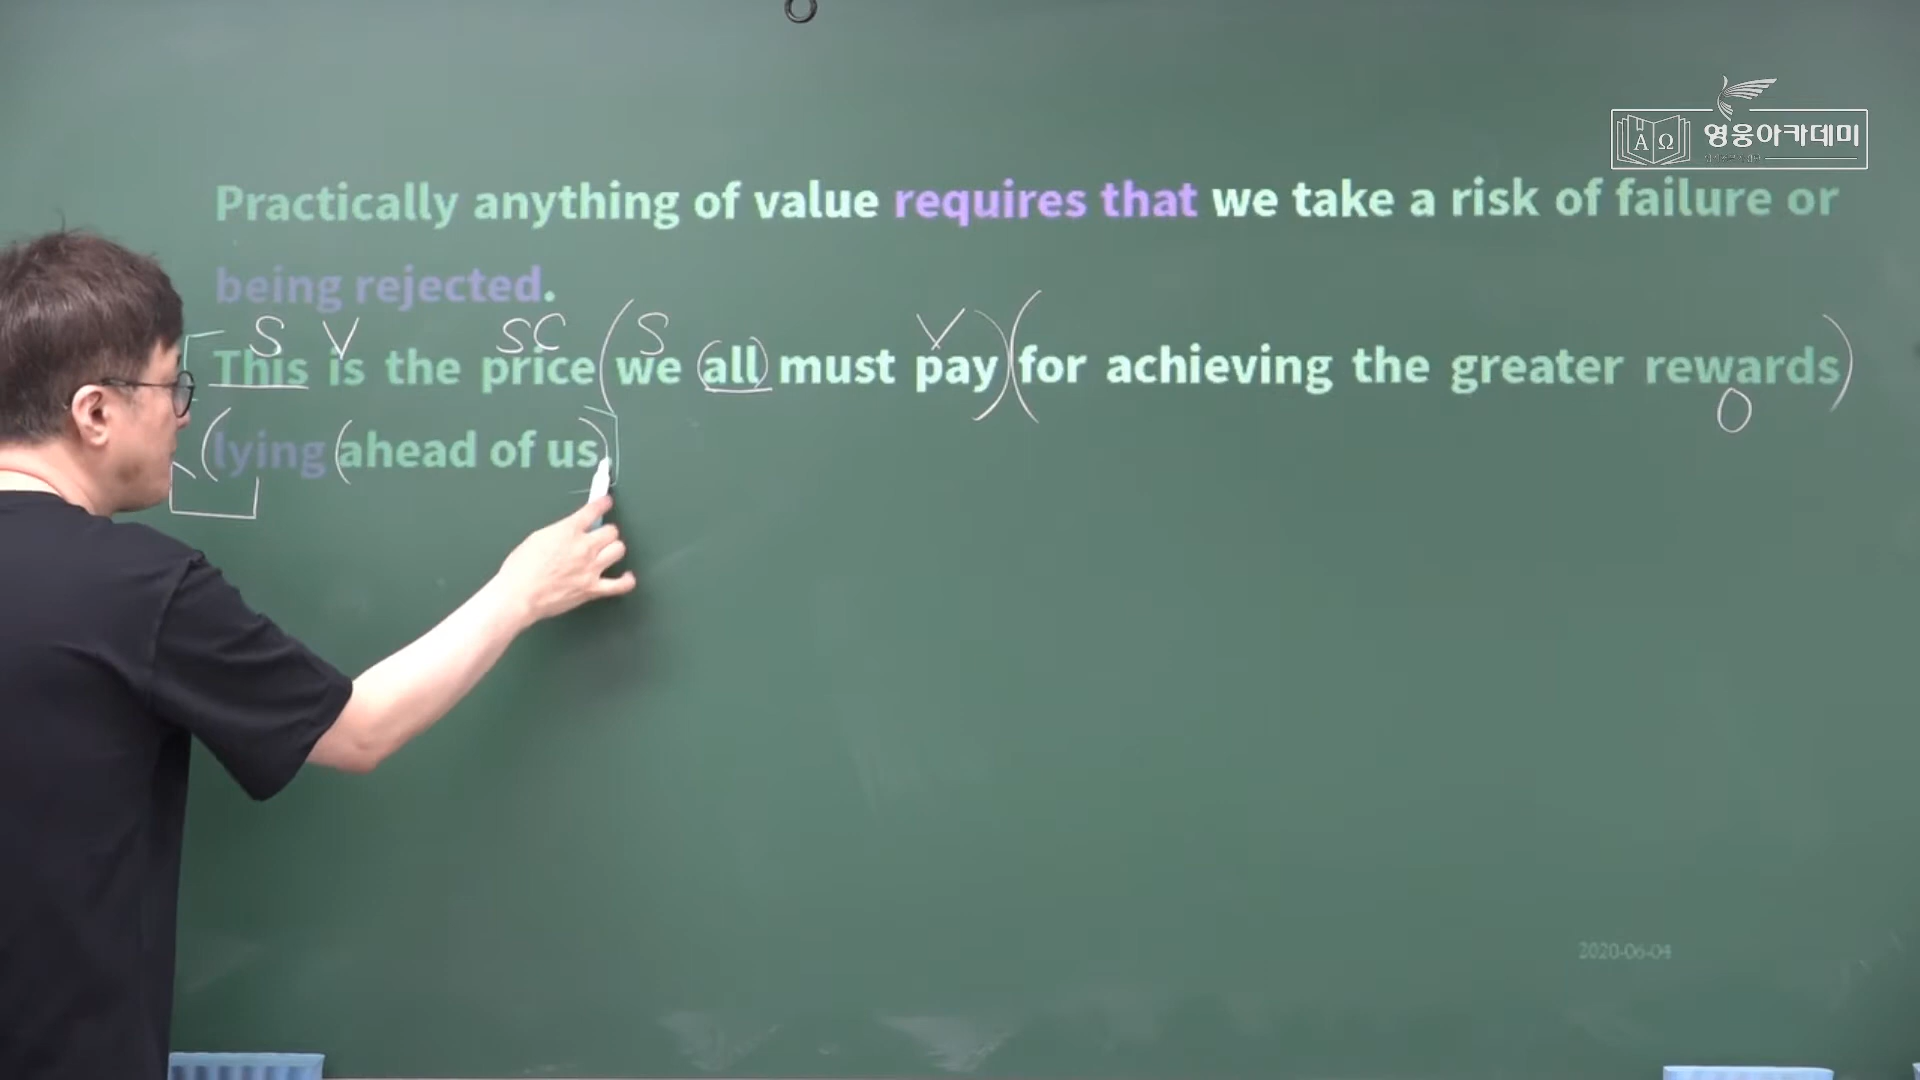 영웅아카데미
Practically anything of value requires that we take a risk of failure or
being rejected.
S V SC S V
This is the price we all must pay for achieving the greater rewards
O
lying ahead of us.
2020-06-04